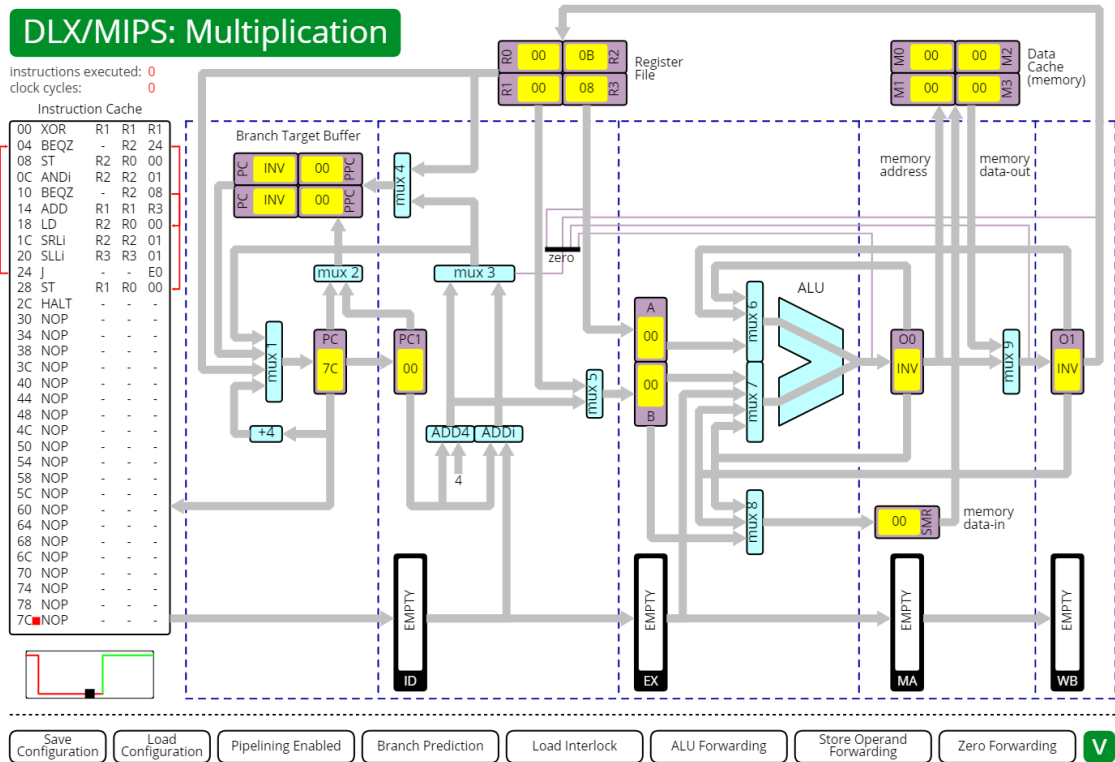 DLX/MIPS: Multiplication
instructions executed: 0
clock cycles: 0
Instruction Cache
00 XOR R1 R1 R1
04 BEQZ - R2 24
08 ST R2 R0 00
0C ANDi R2 R2 01
10 BEQZ - R2 08
14 ADD R1 R1 R3
18 LD R2 R0 00
1C SRLi R2 R2 01
20 SLLi R3 R3 01
24 J - - E0
28 ST R1 R0 00
2C HALT - - -
30 NOP - - -
34 NOP - - -
38 NOP - - -
3C NOP - - -
40 NOP - - -
44 NOP - - -
48 NOP - - -
4C NOP - - -
50 NOP - - -
54 NOP - - -
58 NOP - - -
5C NOP - - -
60 NOP - - -
64 NOP - - -
68 NOP - - -
6C NOP - - -
70 NOP - - -
74 NOP - - -
78 NOP - - -
7C NOP - - -
R0 00 0B R2
R1 00 08 R3
Register
File
M0 00 00 M2
M1 00 00 M3
Data
Cache
(memory)
Branch Target Buffer
PC INV 00 PPC
PC INV 00 PPC
mux 4
memory
address
memory
data-out
zero
mux 2
mux 3
mux 1
PC
7C
PC1
00
+4
ADD4
ADDi
4
mux 5
A
00
00
B
mux 6
mux 7
ALU
O0
INV
mux 9
O1
INV
mux 8
00 SMR
memory
data-in
EMPTY
ID
EMPTY
EX
EMPTY
MA
EMPTY
WB
Save
Configuration
Load
Configuration
Pipelining Enabled
Branch Prediction
Load Interlock
ALU Forwarding
Store Operand
Forwarding
Zero Forwarding
V